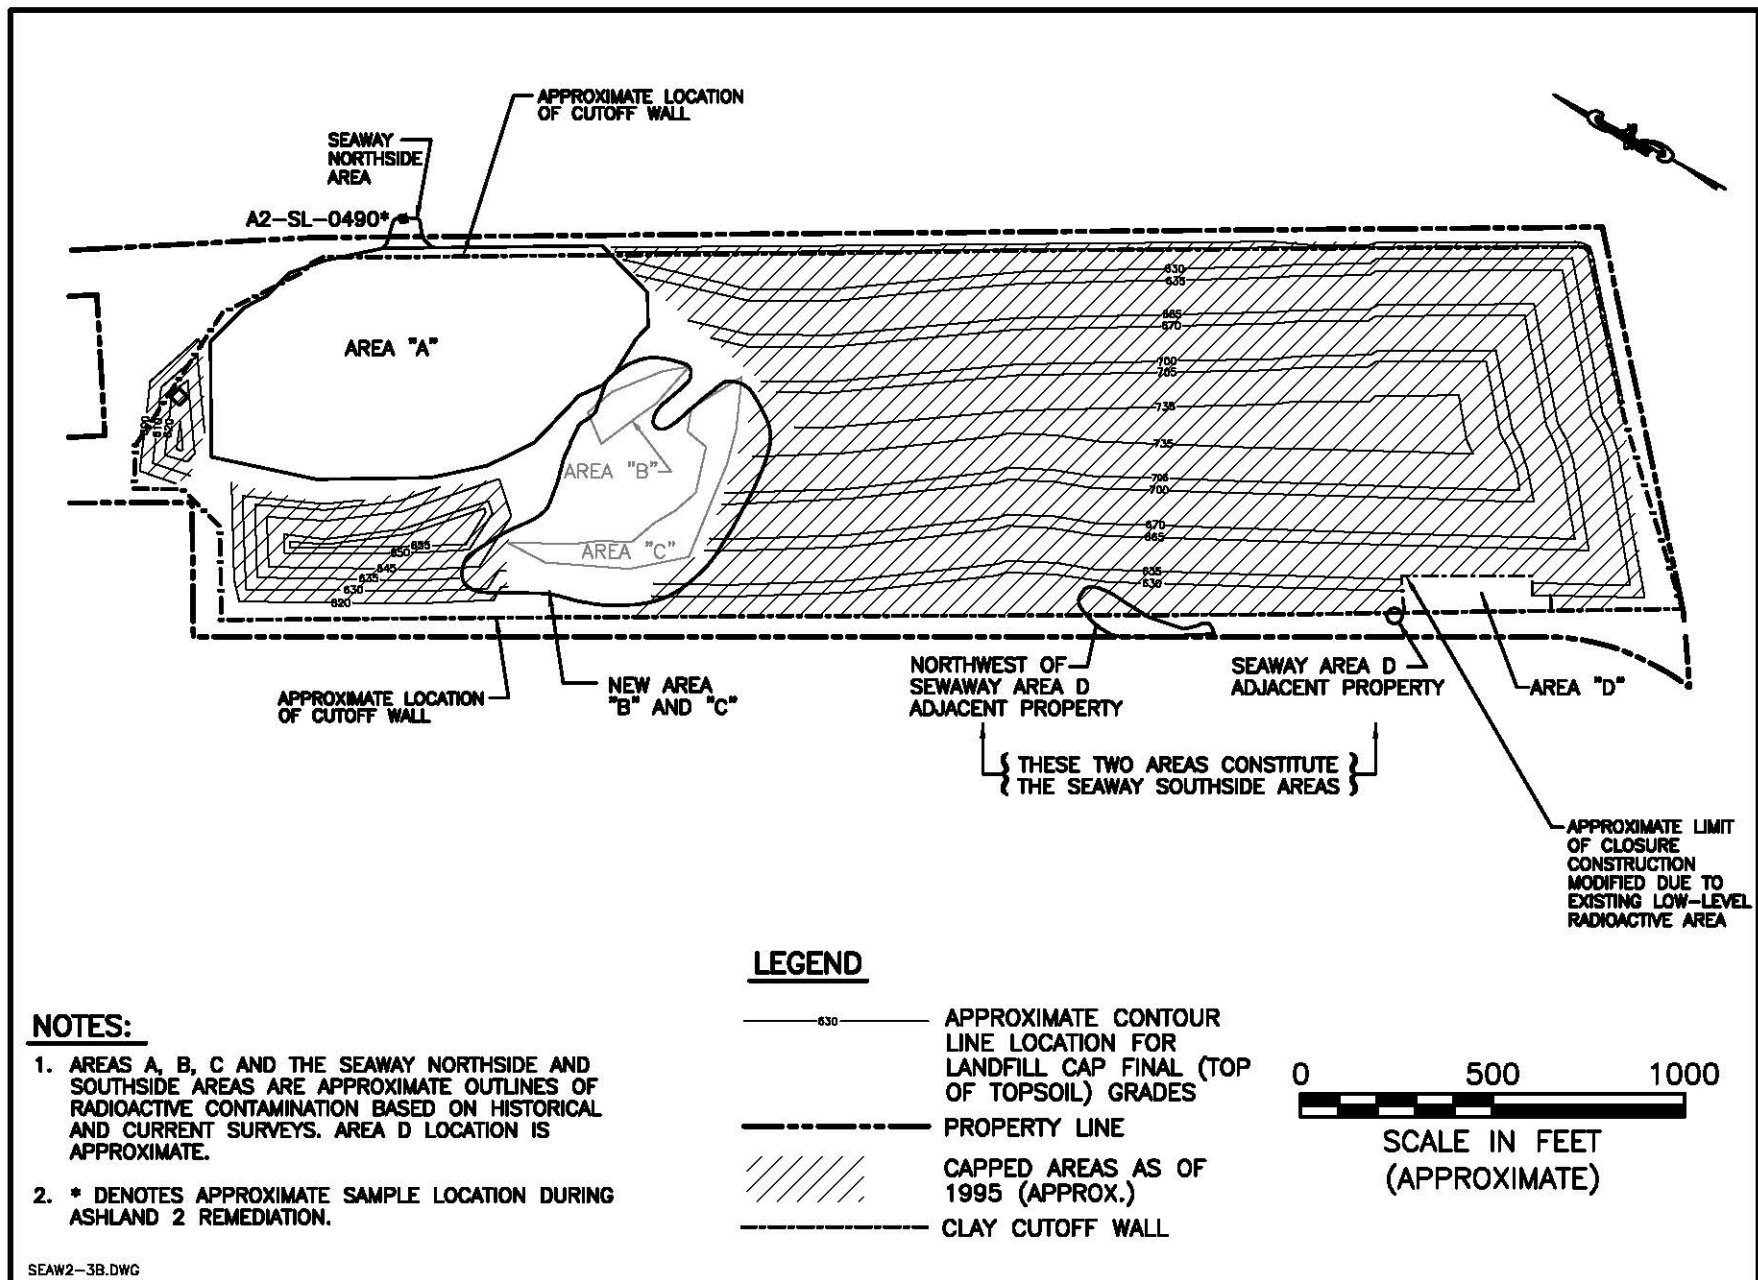 APPROXIMATE LOCATION
OF CUTOFF WALL
SEAWAY
NORTHSIDE
AREA
A2-SL-0490*
AREA "A"
630
635
665
670
700
705
735
735
705
700
670
665
635
630
600
610
620
AREA "B"
AREA "C"
655
650
645
635
630
620
APPROXIMATE LOCATION
OF CUTOFF WALL
NEW AREA
"B" AND "C"
NORTHWEST OF
SEWAWAY AREA D
ADJACENT PROPERTY
SEAWAY AREA D
ADJACENT PROPERTY
AREA "D"
{ THESE TWO AREAS CONSTITUTE }
{ THE SEAWAY SOUTHSIDE AREAS }
APPROXIMATE LIMIT
OF CLOSURE
CONSTRUCTION
MODIFIED DUE TO
EXISTING LOW-LEVEL
RADIOACTIVE AREA
LEGEND
630
APPROXIMATE CONTOUR
LINE LOCATION FOR
LANDFILL CAP FINAL (TOP
OF TOPSOIL) GRADES
PROPERTY LINE
CAPPED AREAS AS OF
1995 (APPROX.)
CLAY CUTOFF WALL
0 500 1000
SCALE IN FEET
(APPROXIMATE)
NOTES:
1. AREAS A, B, C AND THE SEAWAY NORTHSIDE AND
SOUTHSIDE AREAS ARE APPROXIMATE OUTLINES OF
RADIOACTIVE CONTAMINATION BASED ON HISTORICAL
AND CURRENT SURVEYS. AREA D LOCATION IS
APPROXIMATE.
2. * DENOTES APPROXIMATE SAMPLE LOCATION DURING
ASHLAND 2 REMEDIATION.
SEAW2-3B.DWG